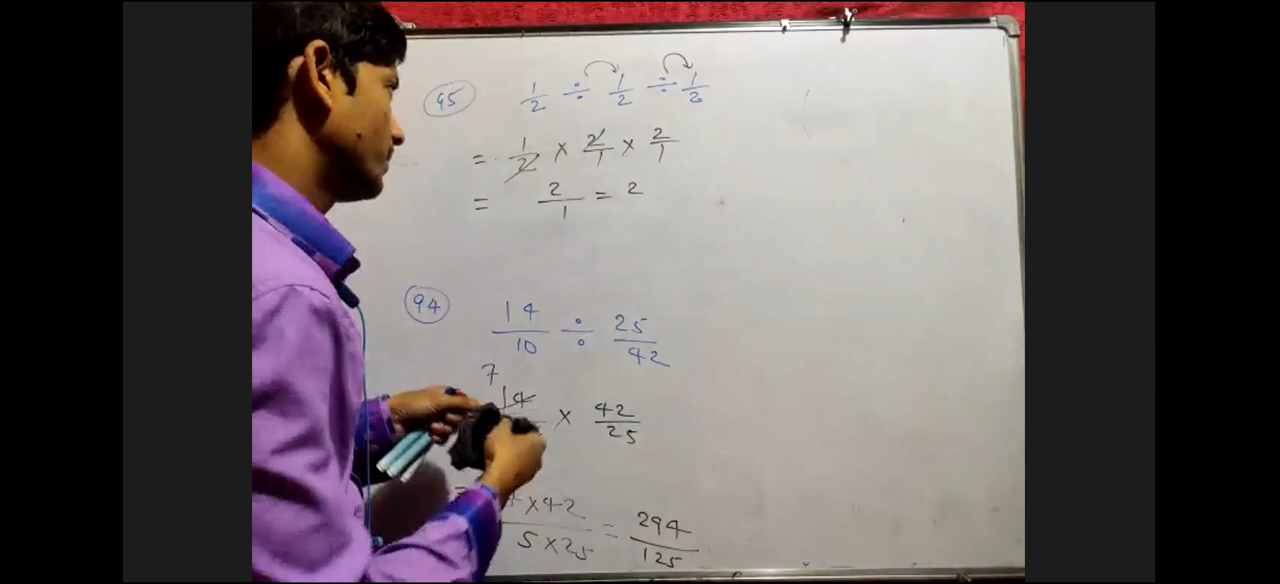 95 1/2 ÷ 1/2 ÷ 1/2
= 1/2 × 2/1 × 2/1
= 2/1 = 2
94 14/10 ÷ 25/42
7
14 × 42/25
= ×42/5×25 = 294/125